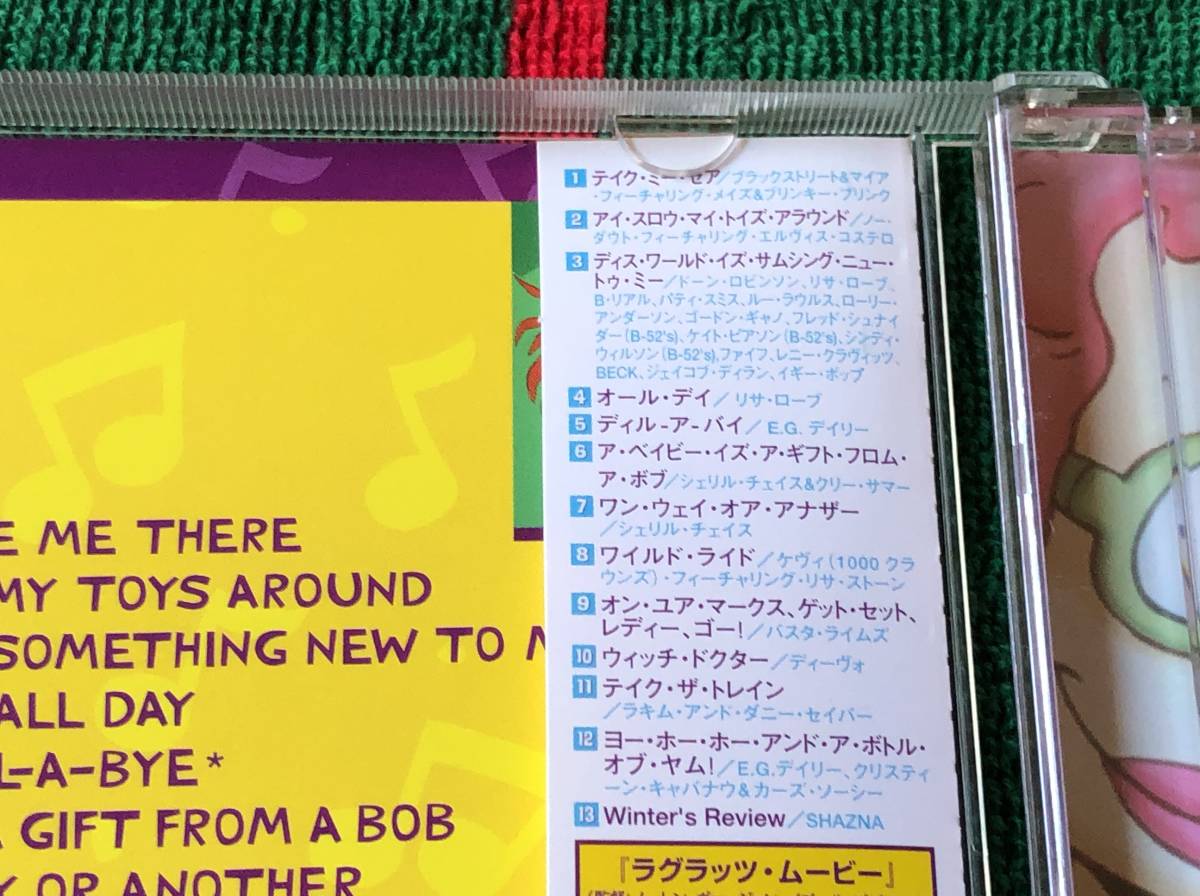 E ME THERE
MY TOYS AROUND
SOMETHING NEW TO
ALL DAY
L-A-BYE*
GIFT FROM A BOB
OR ANOTHER
1 テイク・ミー・ゼア/ブラックストリート&マイア
・フィーチャリング・メイズ&ブリンキー・ブリンク
2 アイ・スロウ・マイ・トイズ・アラウンド/ノー・
ダウト・フィーチャリング・エルヴィス・コステロ
3 ディス・ワールド・イズ・サムシング・ニュー・
トゥ・ミー/ドーン・ロビンソン、リサ・ローブ、
B・リアル、パティ・スミス、ルー・ラウルス、ローリー・
アンダーソン、ゴードン・ギャノ、フレッド・シュナイ
ダー(B-52's)、ケイト・ピアソン(B-52's)、シンディ・
ウィルソン(B-52's)、ファイフ、レニー・クラヴィッツ、
BECK、ジェイコブ・ディラン、イギー・ポップ
4 オール・デイ/リサ・ローブ
5 ディル-ア-バイ/E.G. デイリー
6 ア・ベイビー・イズ・ア・ギフト・フロム・
ア・ボブ/シェリル・チェイス&クリー・サマー
7 ワン・ウェイ・オア・アナザー
/シェリル・チェイス
8 ワイルド・ライド/ケヴィ(1000 クラ
ウンズ)・フィーチャリング・リサ・ストーン
9 オン・ユア・マークス、ゲット・セット、
レディー、ゴー!/バスタ・ライムズ
10 ウィッチ・ドクター/ディーヴォ
11 テイク・ザ・トレイン
/ラキム・アンド・ダニー・セイバー
12 ヨー・ホー・ホー・アンド・ア・ボトル・
オブ・ヤム!/E.G.デイリー、クリスティ
ーン・キャバナウ&カーズ・ソーシー
13 Winter's Review/SHAZNA
『ラグラッツ・ムービー』